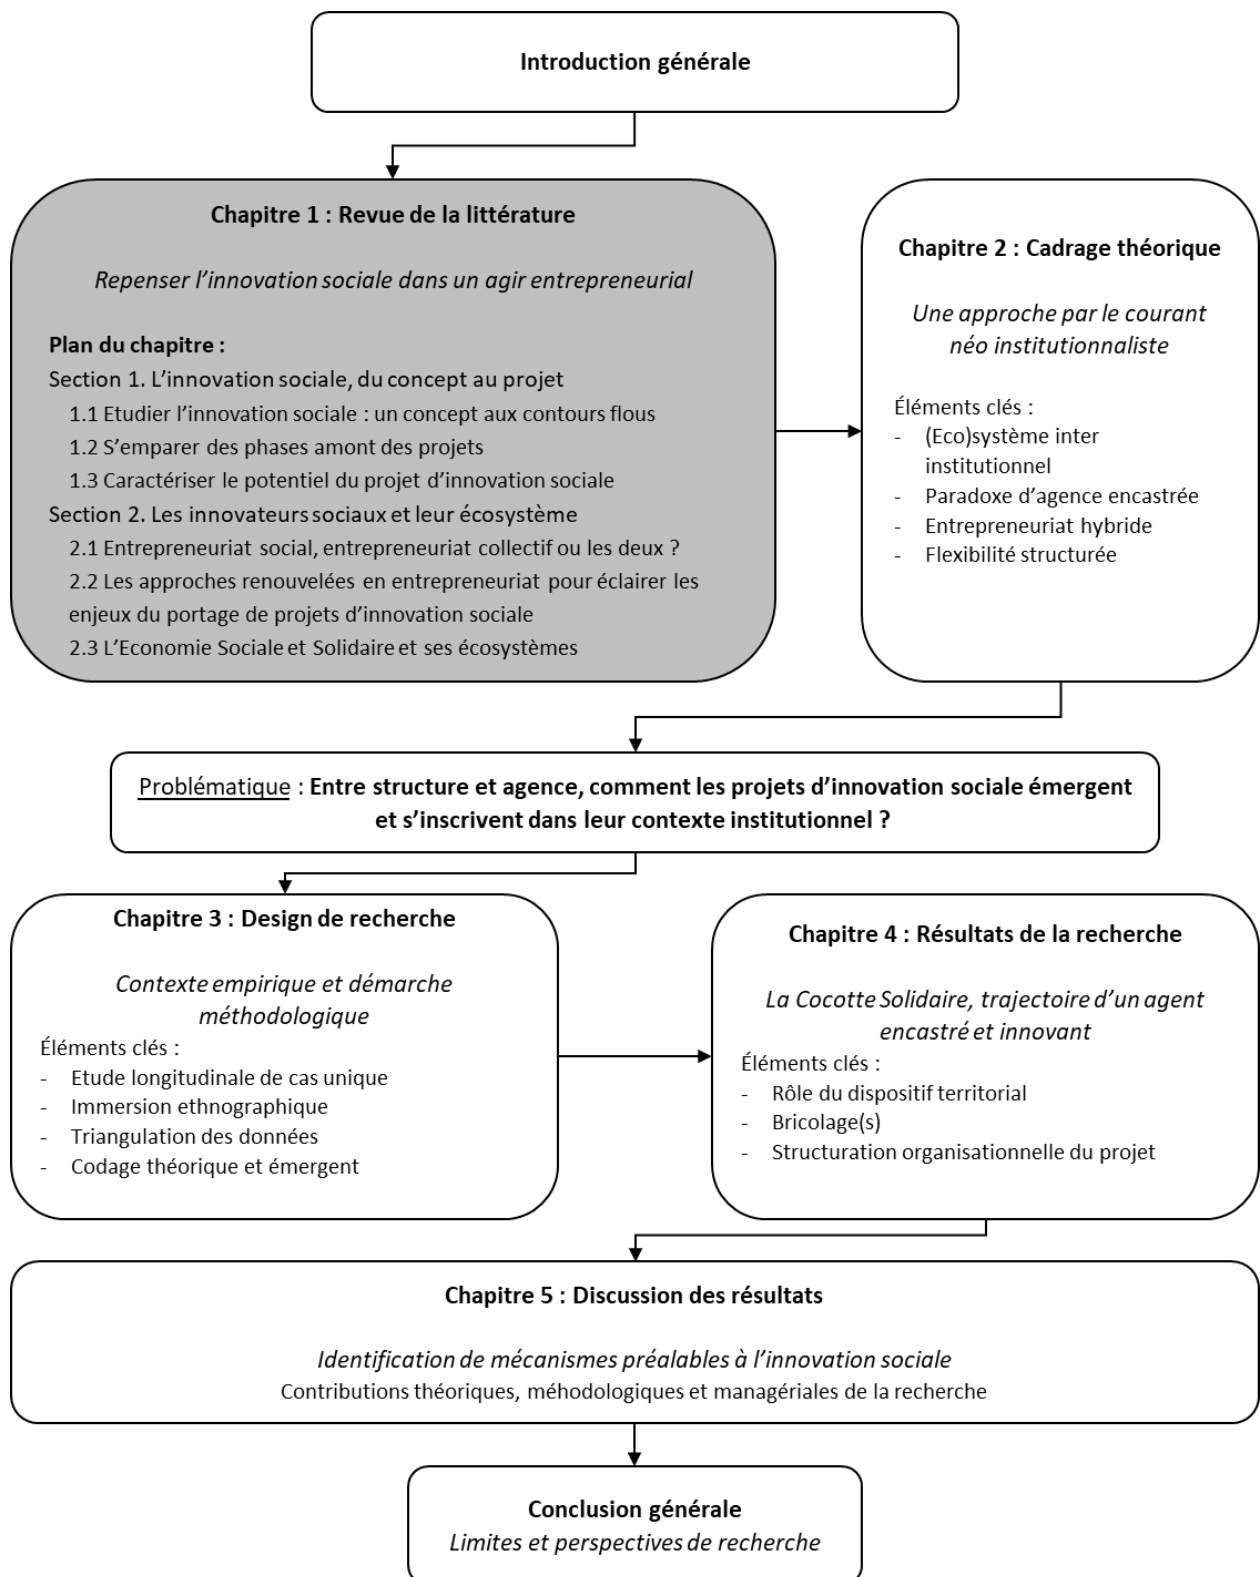 Introduction générale
Chapitre 1 : Revue de la littérature
Repenser l'innovation sociale dans un agir entrepreneurial
Plan du chapitre :
Section 1. L'innovation sociale, du concept au projet
1.1 Etudier l'innovation sociale : un concept aux contours flous
1.2 S'emparer des phases amont des projets
1.3 Caractériser le potentiel du projet d'innovation sociale
Section 2. Les innovateurs sociaux et leur écosystème
2.1 Entrepreneuriat social, entrepreneuriat collectif ou les deux ?
2.2 Les approches renouvelées en entrepreneuriat pour éclairer les
enjeux du portage de projets d'innovation sociale
2.3 L'Economie Sociale et Solidaire et ses écosystèmes
Chapitre 2 : Cadrage théorique
Une approche par le courant
néo institutionnaliste
Éléments clés :
- (Eco)système inter
institutionnel
- Paradoxe d'agence encastrée
- Entrepreneuriat hybride
- Flexibilité structurée
Problématique : Entre structure et agence, comment les projets d'innovation sociale émergent
et s'inscrivent dans leur contexte institutionnel ?
Chapitre 3 : Design de recherche
Contexte empirique et démarche
méthodologique
Éléments clés :
- Etude longitudinale de cas unique
- Immersion ethnographique
- Triangulation des données
- Codage théorique et émergent
Chapitre 4 : Résultats de la recherche
La Cocotte Solidaire, trajectoire d'un agent
encastré et innovant
Éléments clés :
- Rôle du dispositif territorial
- Bricolage(s)
- Structuration organisationnelle du projet
Chapitre 5 : Discussion des résultats
Identification de mécanismes préalables à l'innovation sociale
Contributions théoriques, méhodologiques et managériales de la recherche
Conclusion générale
Limites et perspectives de recherche